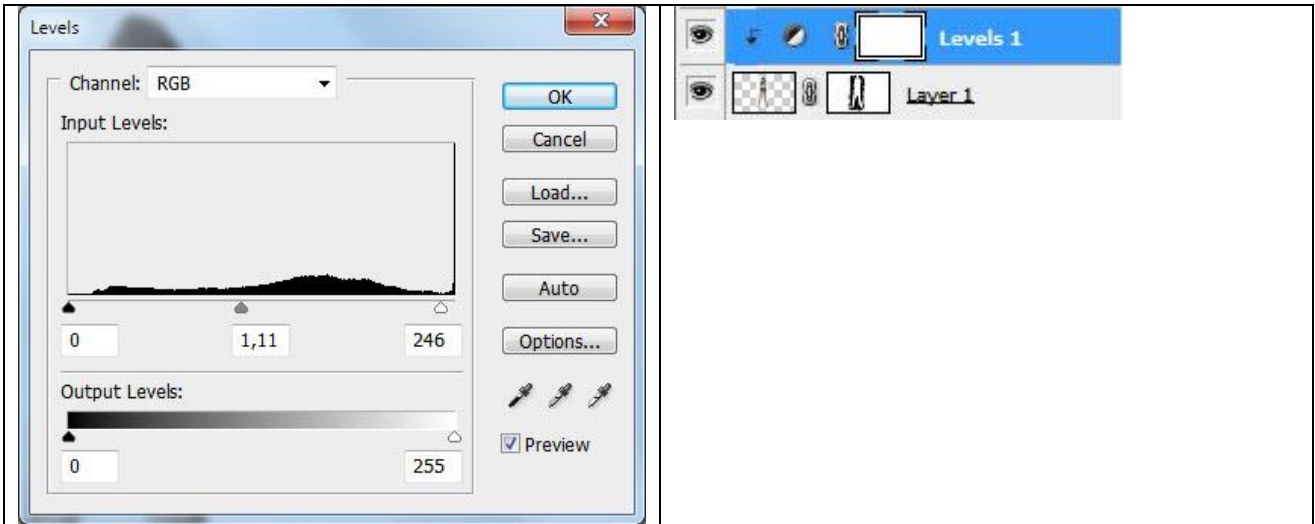 Levels
Channel: RGB
Input Levels:
0 1,11 246
Output Levels:
0 255
OK
Cancel
Load...
Save...
Auto
Options...
Preview
Levels 1
Layer 1